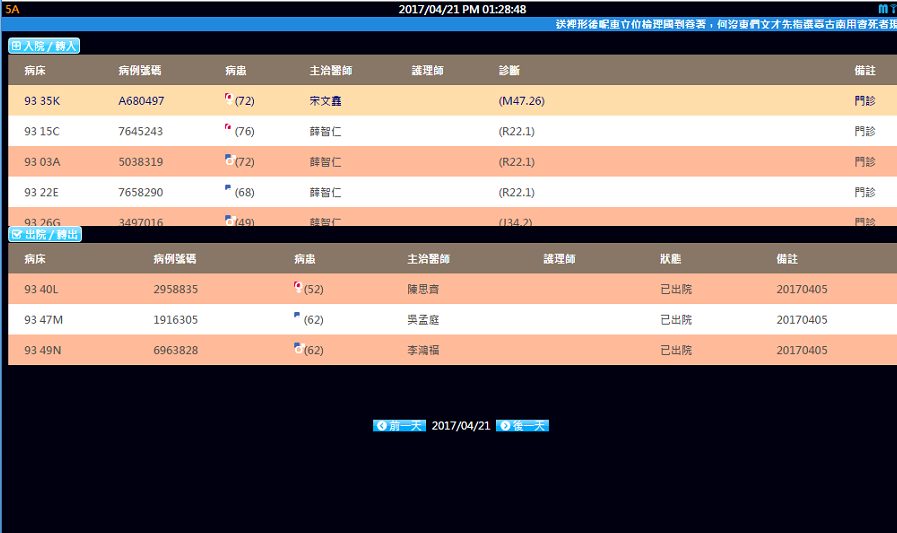 5A 2017/04/21 PM 01:28:48
入院 / 轉入
病床 病例號碼 病患 主治醫師 護理師 診斷 備註
93 35K A680497 (72) 宋文鑫 (M47.26) 門診
93 15C 7645243 (76) 薛智仁 (R22.1) 門診
93 03A 5038319 (72) 薛智仁 (R22.1) 門診
93 22E 7658290 (68) 薛智仁 (R22.1) 門診
93 26G 3497016 (49) 薛智仁 (J34.2) 門診
出院 / 轉出
病床 病例號碼 病患 主治醫師 護理師 狀態 備註
93 40L 2958835 (52) 陳思齊 已出院 20170405
93 47M 1916305 (62) 吳孟庭 已出院 20170405
93 49N 6963828 (62) 李鴻福 已出院 20170405
前一天 2017/04/21 後一天